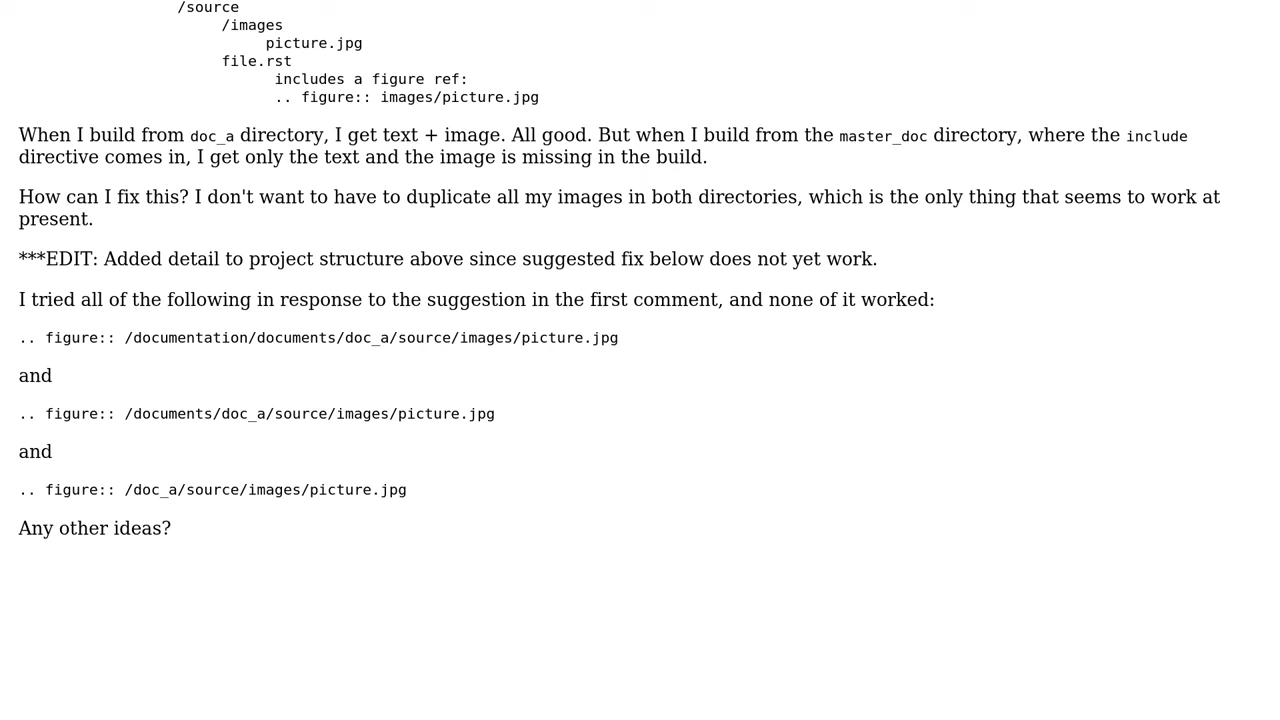 /source
/images
picture.jpg
file.rst
includes a figure ref:
.. figure:: images/picture.jpg
When I build from doc_a directory, I get text + image. All good. But when I build from the master_doc directory, where the include
directive comes in, I get only the text and the image is missing in the build.
How can I fix this? I don't want to have to duplicate all my images in both directories, which is the only thing that seems to work at
present.
***EDIT: Added detail to project structure above since suggested fix below does not yet work.
I tried all of the following in response to the suggestion in the first comment, and none of it worked:
.. figure:: /documentation/documents/doc_a/source/images/picture.jpg
and
.. figure:: /documents/doc_a/source/images/picture.jpg
and
.. figure:: /doc_a/source/images/picture.jpg
Any other ideas?